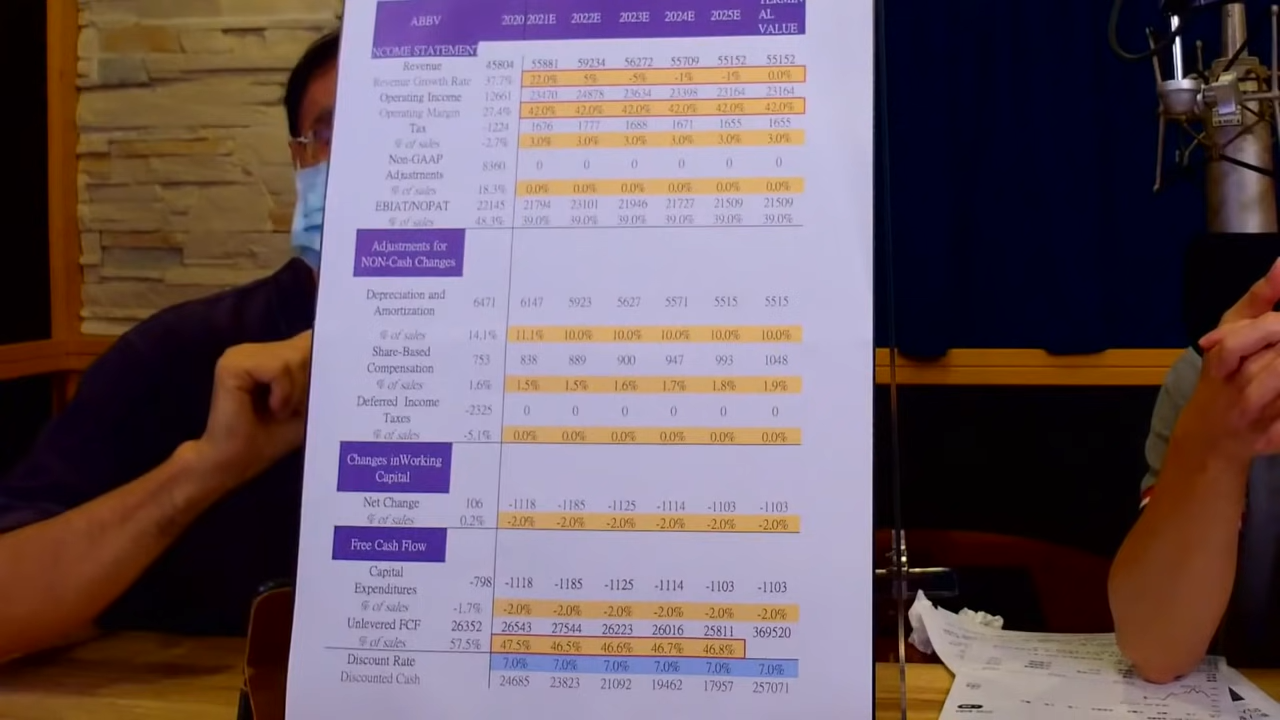 ABBV 2020 2021E 2022E 2023E 2024E 2025E TERMIN
AL
VALUE
NCOME STATEMENT
Revenue 45804 55881 59234 56272 55709 55152 55152
Revenue Growth Rate 37.7% 22.0% 5% -5% -1% -1% 0.0%
Operating Income 12661 23470 24878 23634 23398 23164 23164
Operating Margin 27.4% 42.0% 42.0% 42.0% 42.0% 42.0% 42.0%
Tax -1224 1676 1777 1688 1671 1655 1655
% of sales -2.7% 3.0% 3.0% 3.0% 3.0% 3.0% 3.0%
Non-GAAP
Adjustments 8360 0 0 0 0 0 0
% of sales 18.3% 0.0% 0.0% 0.0% 0.0% 0.0% 0.0%
EBIAT/NOPAT 22145 21794 23101 21946 21727 21509 21509
% of sales 48.3% 39.0% 39.0% 39.0% 39.0% 39.0% 39.0%
Adjustments for
NON-Cash Changes
Depreciation and
Amortization 6471 6147 5923 5627 5571 5515 5515
% of sales 14.1% 11.1% 10.0% 10.0% 10.0% 10.0% 10.0%
Share-Based
Compensation 753 838 889 900 947 993 1048
% of sales 1.6% 1.5% 1.5% 1.6% 1.7% 1.8% 1.9%
Deferred Income
Taxes -2325 0 0 0 0 0 0
% of sales -5.1% 0.0% 0.0% 0.0% 0.0% 0.0% 0.0%
Changes inWorking
Capital
Net Change 106 -1118 -1185 -1125 -1114 -1103 -1103
% of sales 0.2% -2.0% -2.0% -2.0% -2.0% -2.0% -2.0%
Free Cash Flow
Capital
Expenditures -798 -1118 -1185 -1125 -1114 -1103 -1103
% of sales -1.7% -2.0% -2.0% -2.0% -2.0% -2.0% -2.0%
Unlevered FCF 26352 26543 27544 26223 26016 25811 369520
% of sales 57.5% 47.5% 46.5% 46.6% 46.7% 46.8%
Discount Rate 7.0% 7.0% 7.0% 7.0% 7.0% 7.0%
Discounted Cash 24685 23823 21092 19462 17957 257071